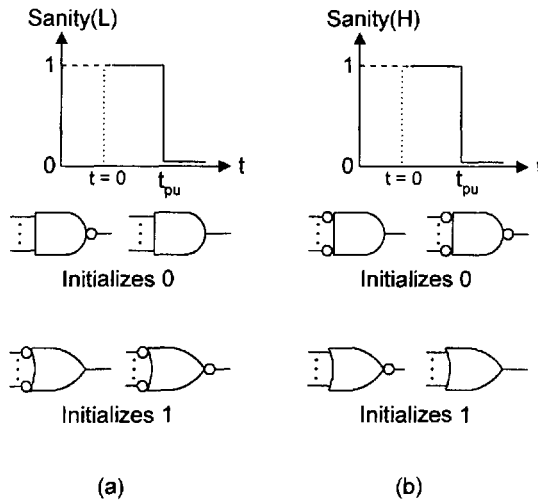 Sanity(L)
1
0
t = 0
t_pu
t
Initializes 0
Initializes 1
(a)
Sanity(H)
1
0
t = 0
t_pu
Initializes 0
Initializes 1
(b)